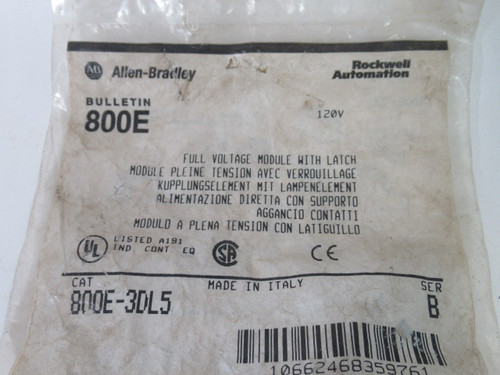 AB Allen-Bradley
Rockwell Automation
BULLETIN
800E
120V
FULL VOLTAGE MODULE WITH LATCH
MODULE PLEINE TENSION AVEC VERROUILLAGE
KUPPLUNGSELEMENT MIT LAMPENELEMENT
ALIMENTAZIONE DIRETTA CON SUPPORTO
AGGANCIO CONTATTI
MODULO A PLENA TENSION CON LATIGUILLO
UL LISTED A191
IND CONT EQ
CE
CAT
MADE IN ITALY
SER
800E-3DL5
B
10662468359761